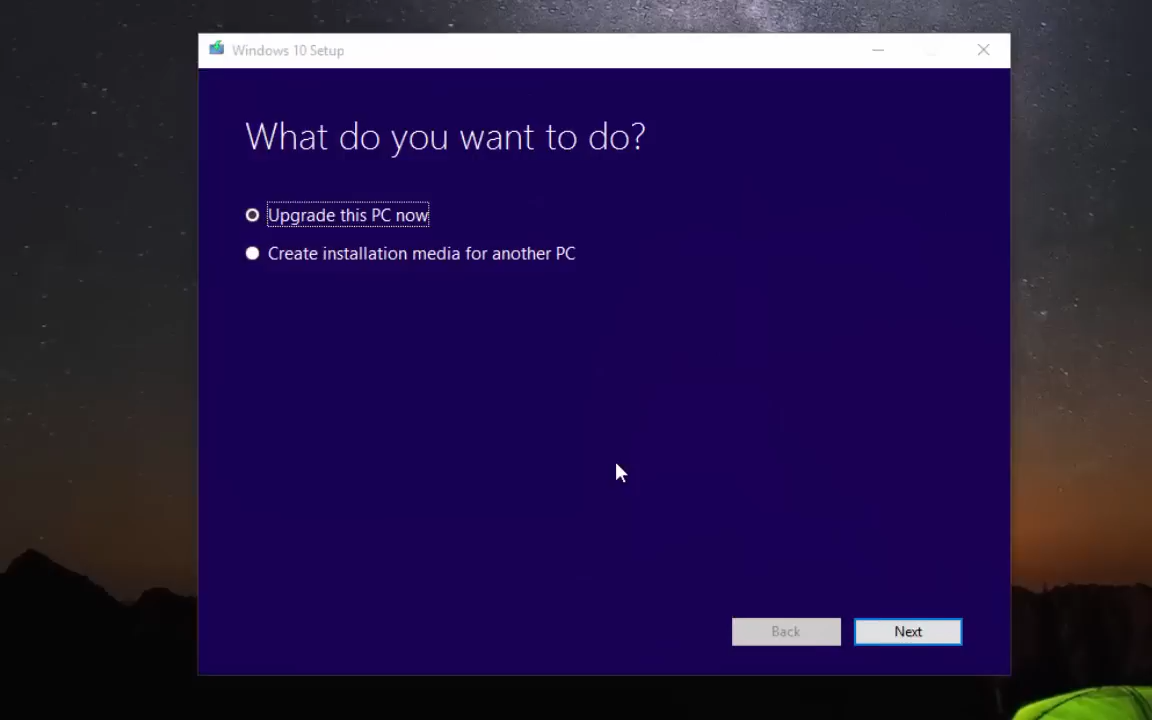 Windows 10 Setup
What do you want to do?
Upgrade this PC now
Create installation media for another PC
Back
Next